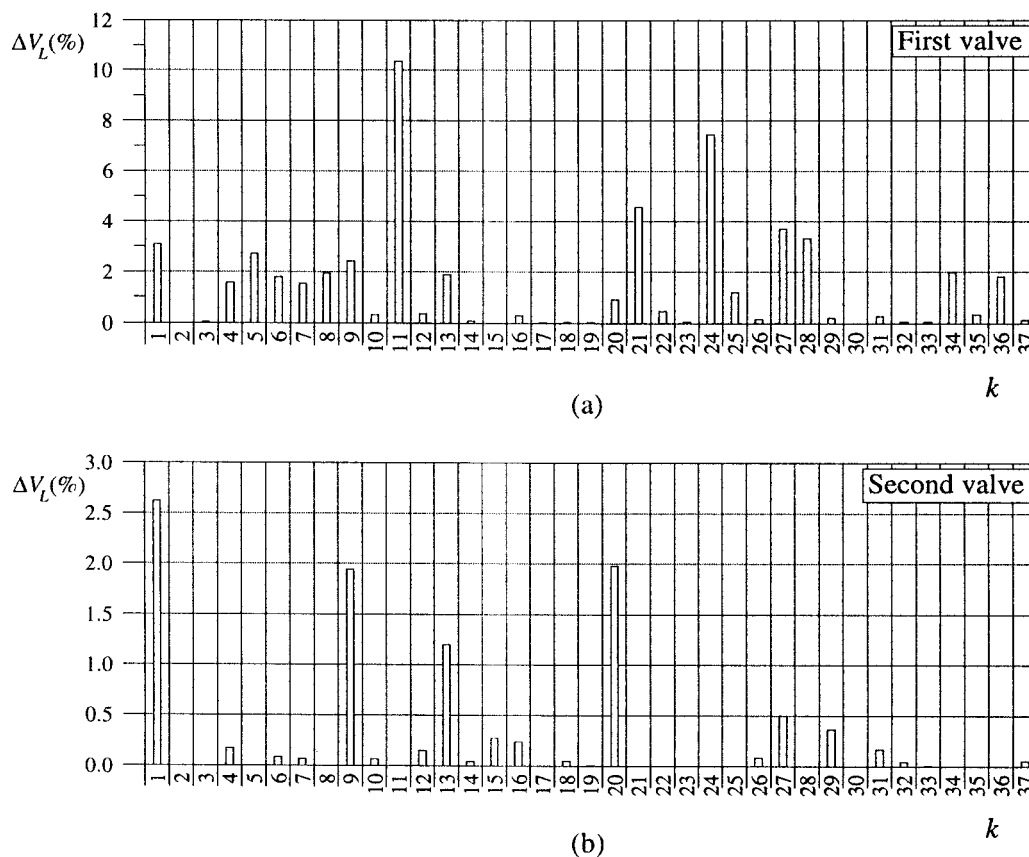 12
ΔV_L(%)
First valve
10
8
6
4
2
0
1 2 3 4 5 6 7 8 9 10 11 12 13 14 15 16 17 18 19 20 21 22 23 24 25 26 27 28 29 30 31 32 33 34 35 36 37
k
(a)
3.0
ΔV_L(%)
Second valve
2.5
2.0
1.5
1.0
0.5
0.0
1 2 3 4 5 6 7 8 9 10 11 12 13 14 15 16 17 18 19 20 21 22 23 24 25 26 27 28 29 30 31 32 33 34 35 36 37
k
(b)